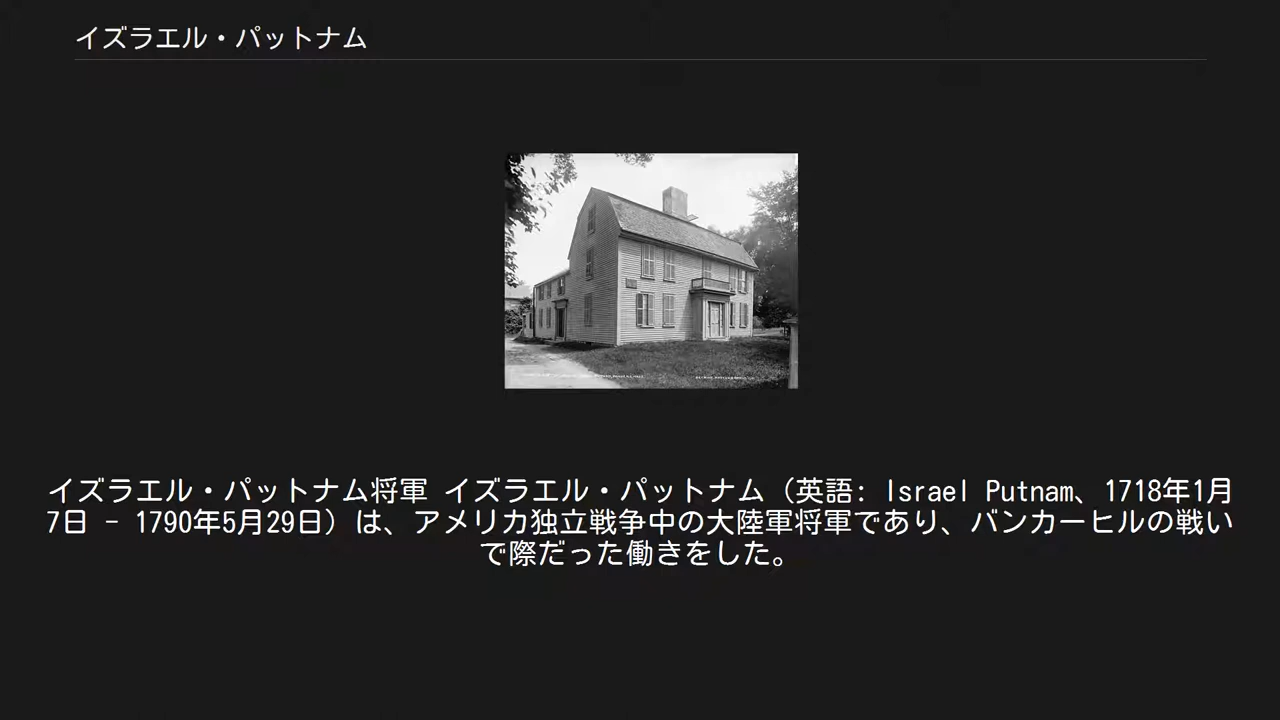 イズラエル・パットナム
イズラエル・パットナム将軍 イズラエル・パットナム（英語: Israel Putnam、1718年1月
7日 - 1790年5月29日）は、アメリカ独立戦争中の大陸軍将軍であり、バンカーヒルの戦い
で際だった働きをした。